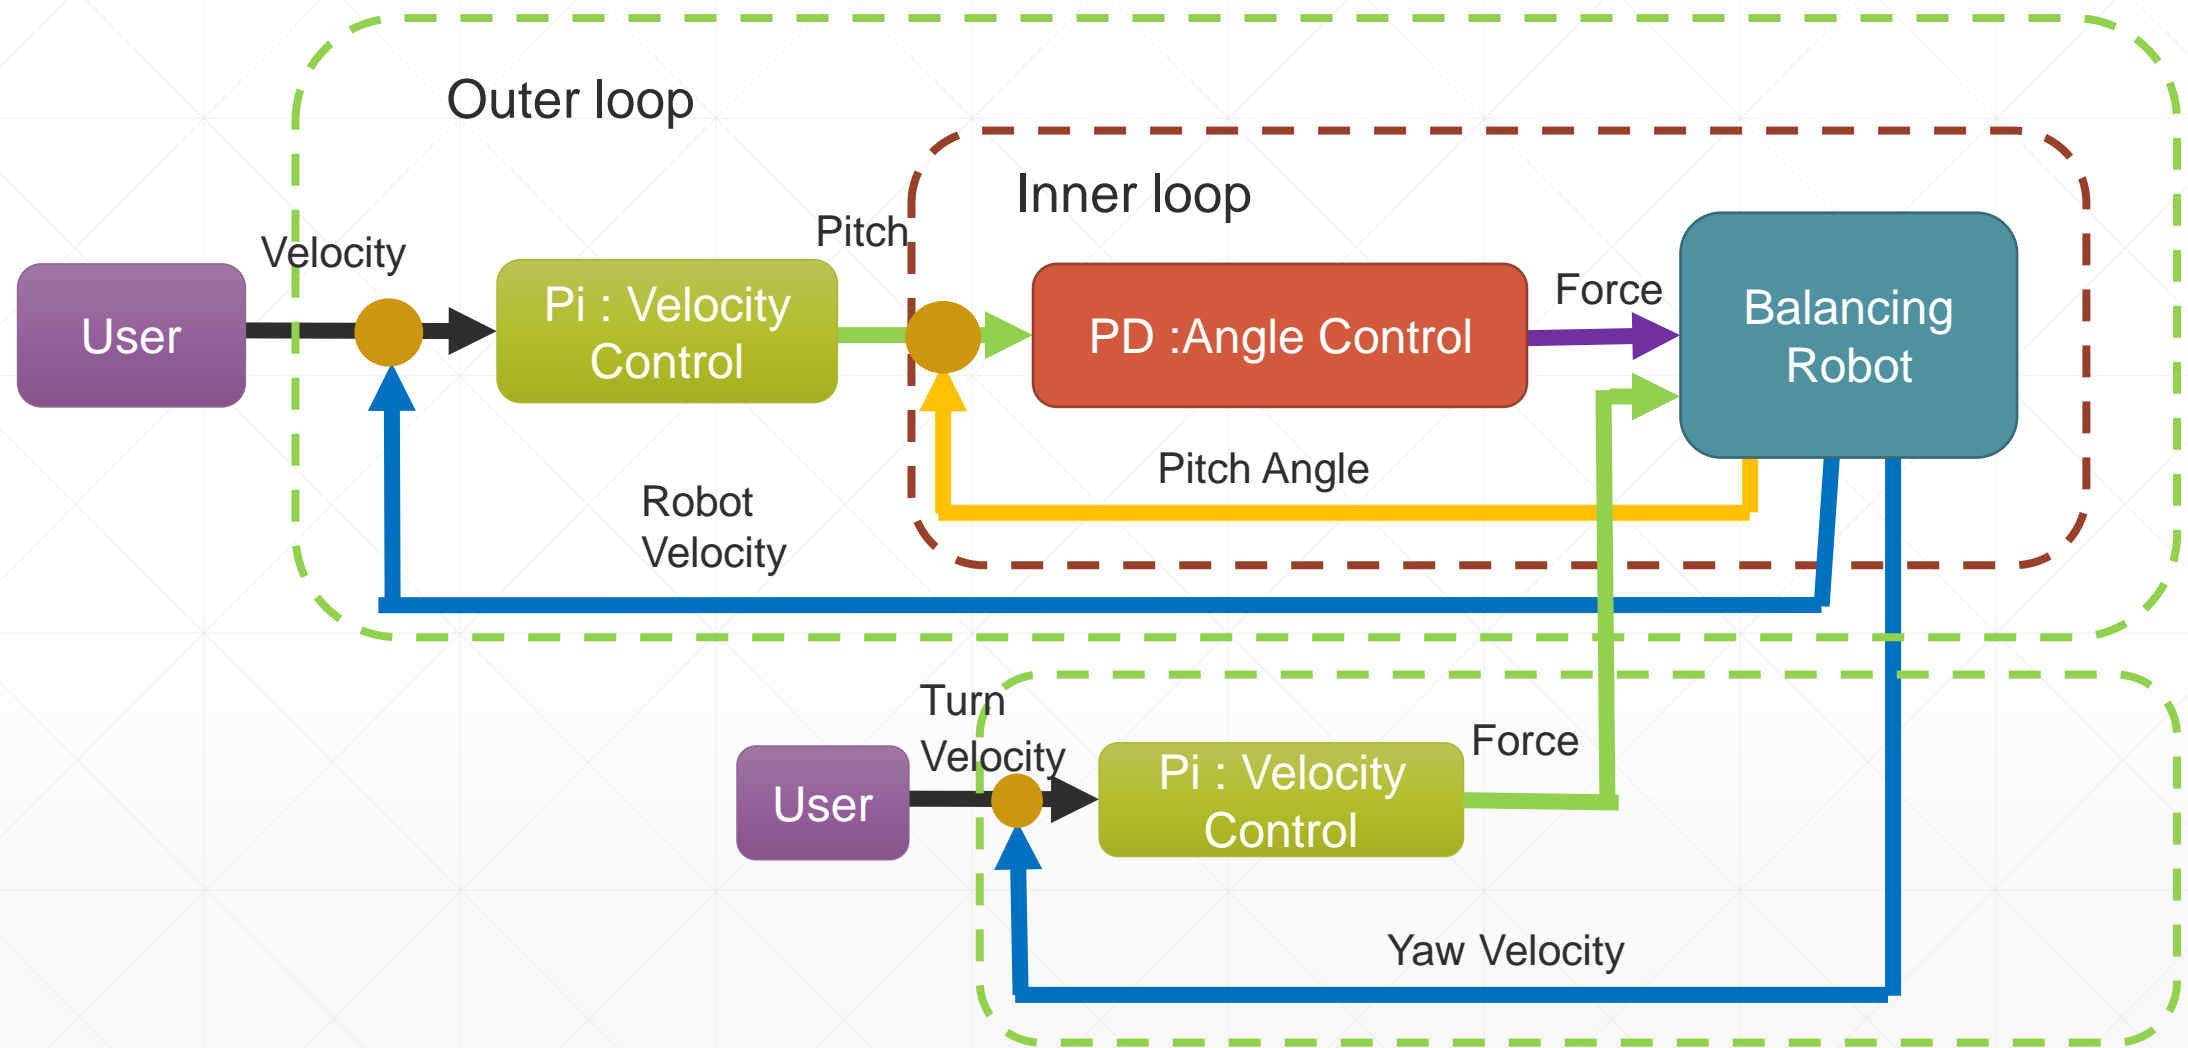 Outer loop
Inner loop
Pitch
Velocity
User
Pi : Velocity
Control
PD :Angle Control
Force
Balancing
Robot
Pitch Angle
Robot
Velocity
Turn
Velocity
User
Pi : Velocity
Control
Force
Yaw Velocity